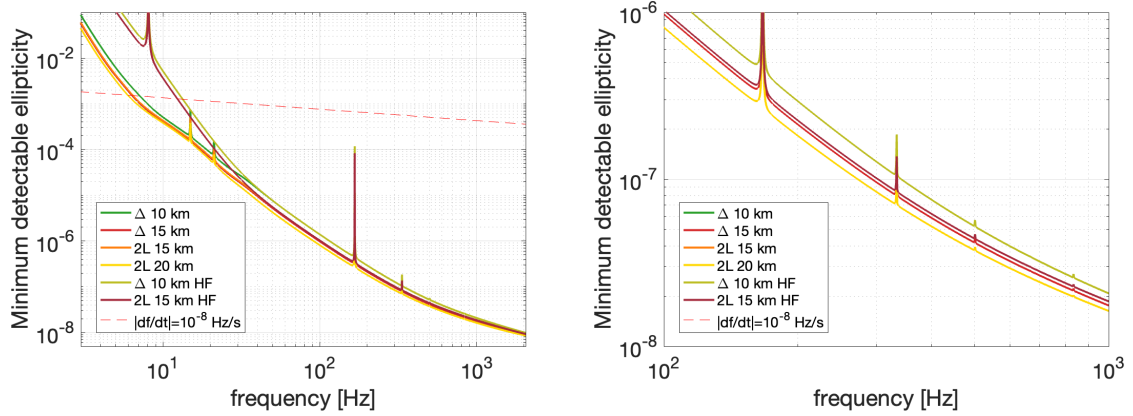 Minimum detectable ellipticity
10^-2
10^-4
10^-6
10^-8
Δ 10 km
Δ 15 km
2L 15 km
2L 20 km
Δ 10 km HF
2L 15 km HF
|df/dt|=10^-8 Hz/s
10^1
10^2
10^3
frequency [Hz]
Minimum detectable ellipticity
10^-6
10^-7
10^-8
Δ 10 km
Δ 15 km
2L 15 km
2L 20 km
Δ 10 km HF
2L 15 km HF
|df/dt|=10^-8 Hz/s
10^2
10^3
frequency [Hz]